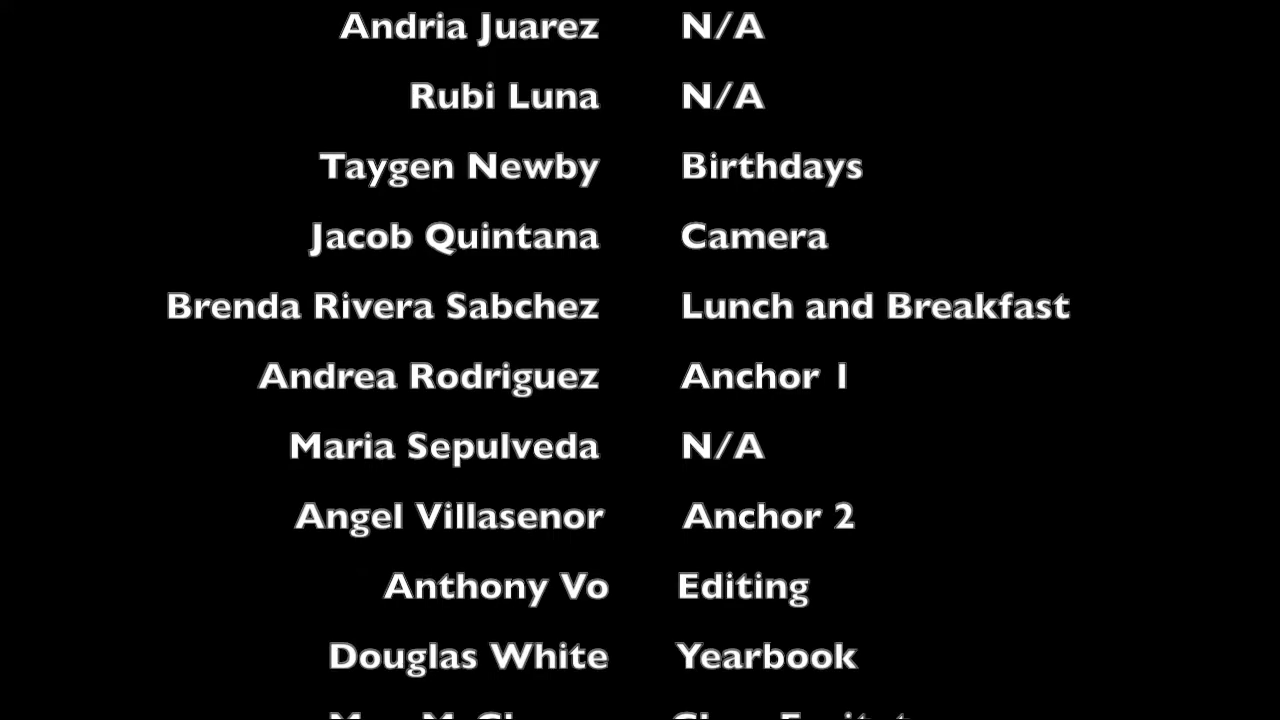 Andria Juarez N/A
Rubi Luna N/A
Taygen Newby Birthdays
Jacob Quintana Camera
Brenda Rivera Sabchez Lunch and Breakfast
Andrea Rodriguez Anchor 1
Maria Sepulveda N/A
Angel Villasenor Anchor 2
Anthony Vo Editing
Douglas White Yearbook